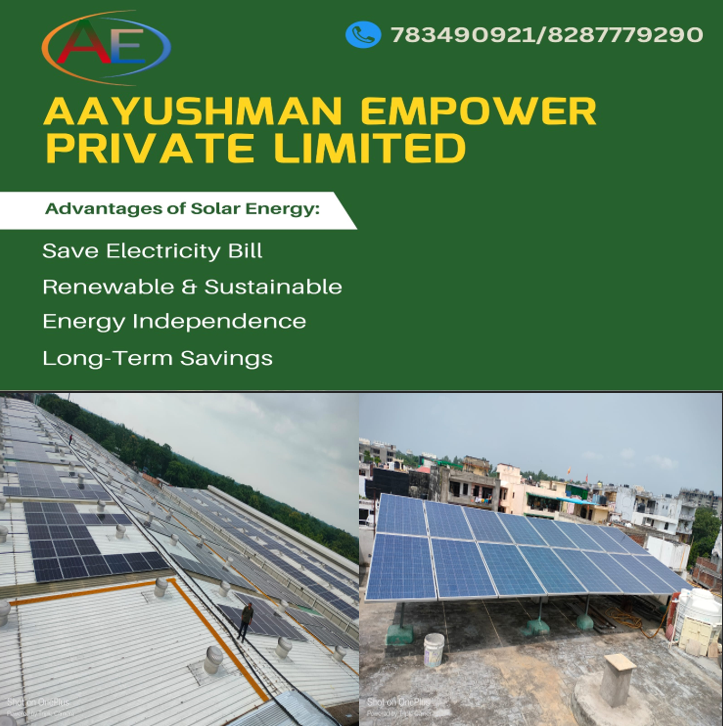 AE
783490921/8287779290
AAYUSHMAN EMPOWER
PRIVATE LIMITED
Advantages of Solar Energy:
Save Electricity Bill
Renewable & Sustainable
Energy Independence
Long-Term Savings
Shot on OnePlus
Shot on OnePlus